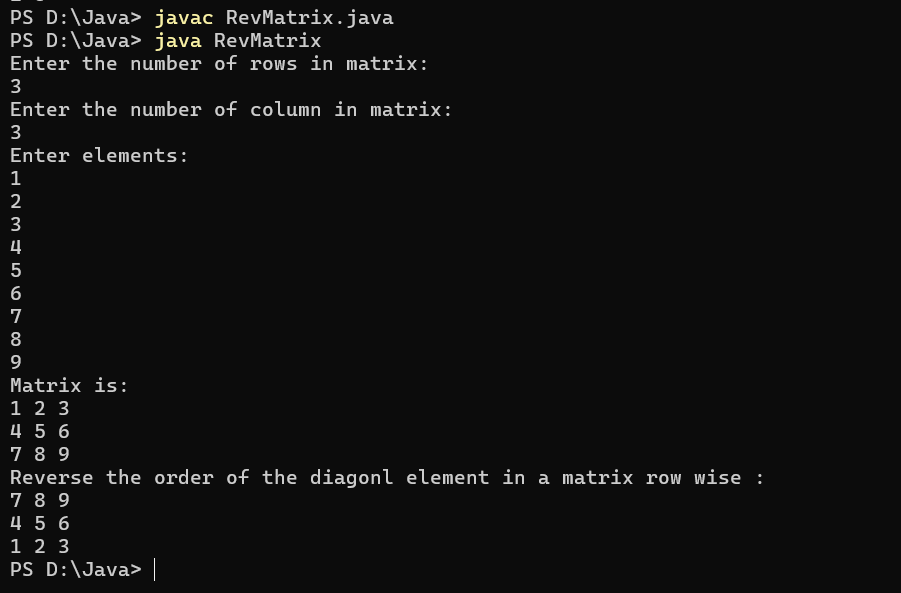 PS D:\Java> javac RevMatrix.java
PS D:\Java> java RevMatrix
Enter the number of rows in matrix:
3
Enter the number of column in matrix:
3
Enter elements:
1
2
3
4
5
6
7
8
9
Matrix is:
1 2 3
4 5 6
7 8 9
Reverse the order of the diagonl element in a matrix row wise :
7 8 9
4 5 6
1 2 3
PS D:\Java>